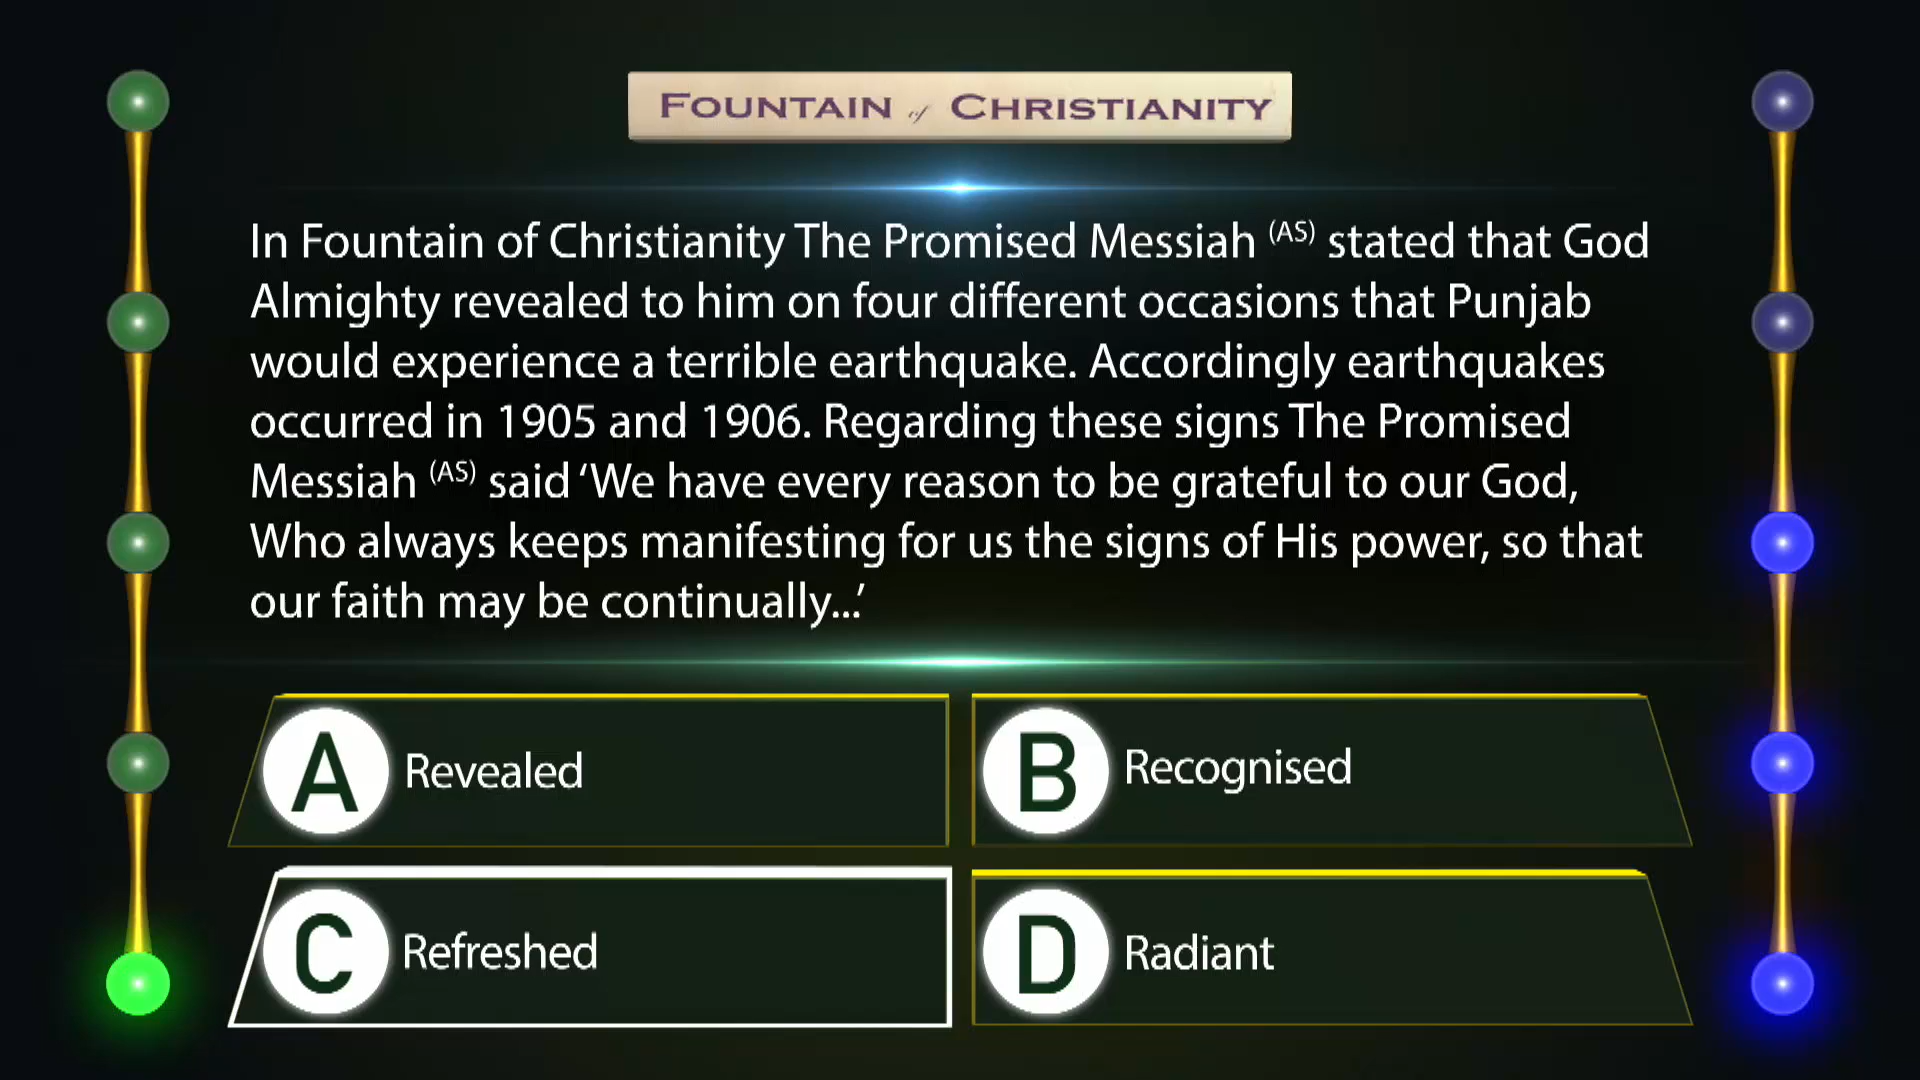 FOUNTAIN of CHRISTIANITY
In Fountain of Christianity The Promised Messiah (AS) stated that God
Almighty revealed to him on four different occasions that Punjab
would experience a terrible earthquake. Accordingly earthquakes
occurred in 1905 and 1906. Regarding these signs The Promised
Messiah (AS) said ‘We have every reason to be grateful to our God,
Who always keeps manifesting for us the signs of His power, so that
our faith may be continually...’
A Revealed
B Recognised
C Refreshed
D Radiant